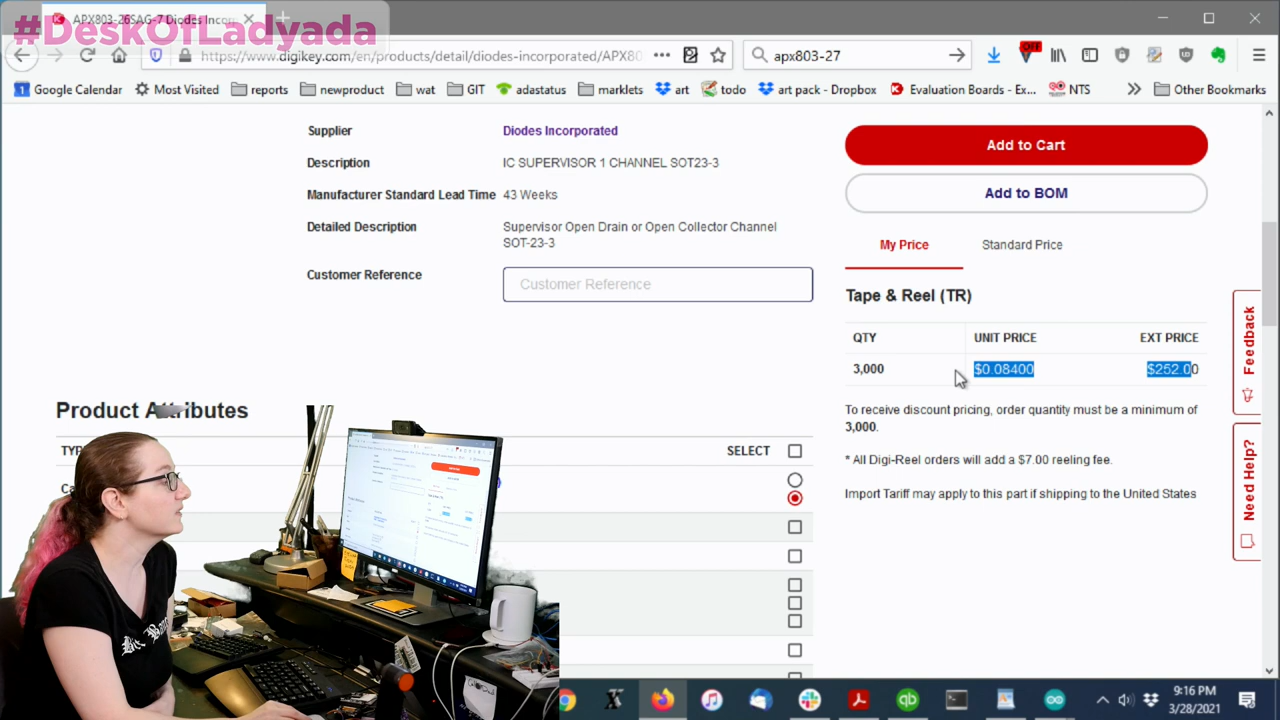 #DeskOfLadyada
APX803-26SAG-7 Diodes Incorp
https://www.digikey.com/en/products/detail/diodes-incorporated/APX80
apx803-27
OFF
Google Calendar
Most Visited
reports
newproduct
wat
GIT
adastatus
marklets
art
todo
art pack - Dropbox
Evaluation Boards - Ex...
NTS
Other Bookmarks
Supplier
Diodes Incorporated
Description
IC SUPERVISOR 1 CHANNEL SOT23-3
Manufacturer Standard Lead Time
43 Weeks
Detailed Description
Supervisor Open Drain or Open Collector Channel
SOT-23-3
Customer Reference
Customer Reference
Add to Cart
Add to BOM
My Price
Standard Price
Tape & Reel (TR)
QTY
UNIT PRICE
EXT PRICE
3,000
$0.08400
$252.00
To receive discount pricing, order quantity must be a minimum of
3,000.
* All Digi-Reel orders will add a $7.00 reeling fee.
Import Tariff may apply to this part if shipping to the United States
Feedback
Need Help?
Product Attributes
SELECT
9:16 PM
3/28/2021